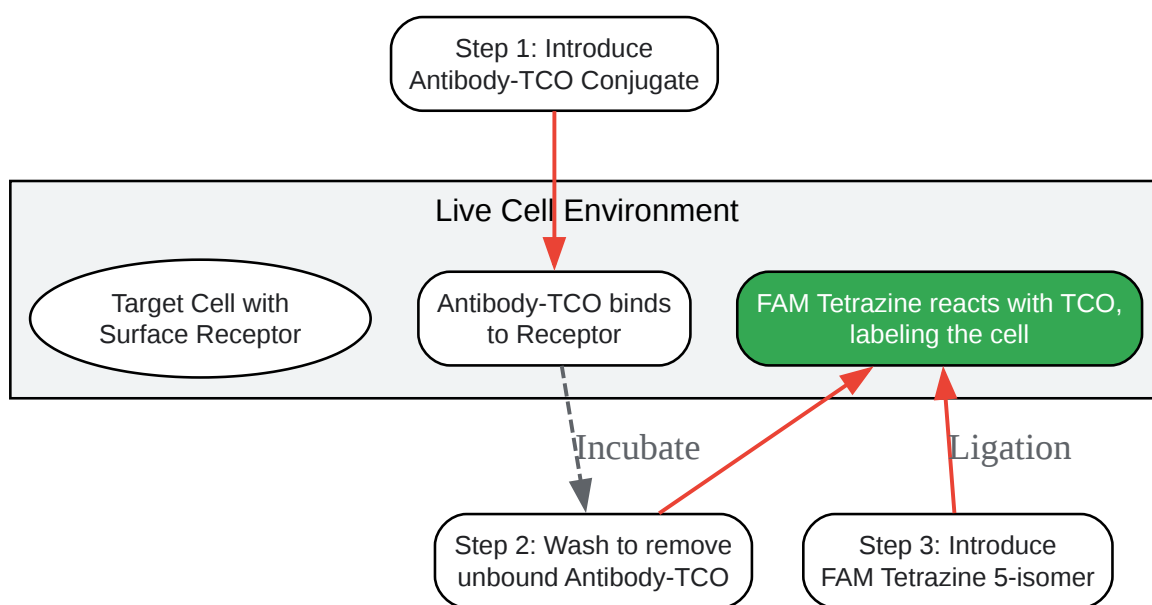 Step 1: Introduce
Antibody-TCO Conjugate
Live Cell Environment
Target Cell with
Surface Receptor
Antibody-TCO binds
to Receptor
FAM Tetrazine reacts with TCO,
labeling the cell
Incubate
Ligation
Step 2: Wash to remove
unbound Antibody-TCO
Step 3: Introduce
FAM Tetrazine 5-isomer